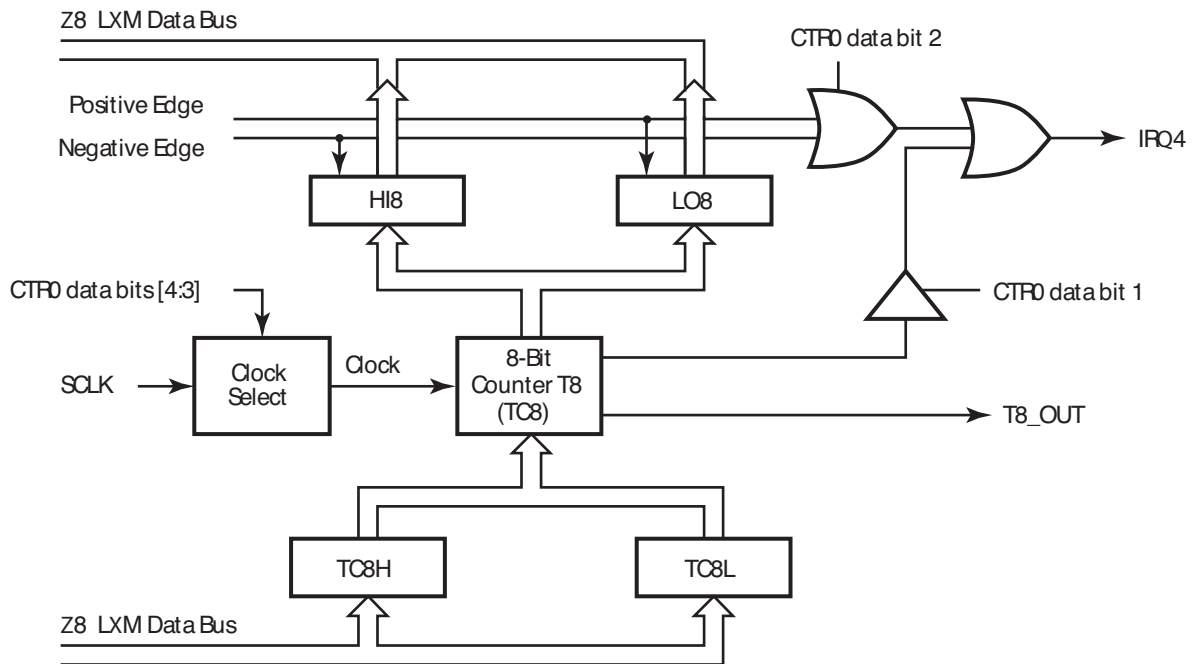 Z8 LXM Data Bus
CTR0 data bit 2
Positive Edge
Negative Edge
IRQ4
HI8
LO8
CTR0 data bits [4:3]
CTR0 data bit 1
SCLK
Clock
Select
Clock
8-Bit
Counter T8
(TC8)
T8_OUT
TC8H
TC8L
Z8 LXM Data Bus